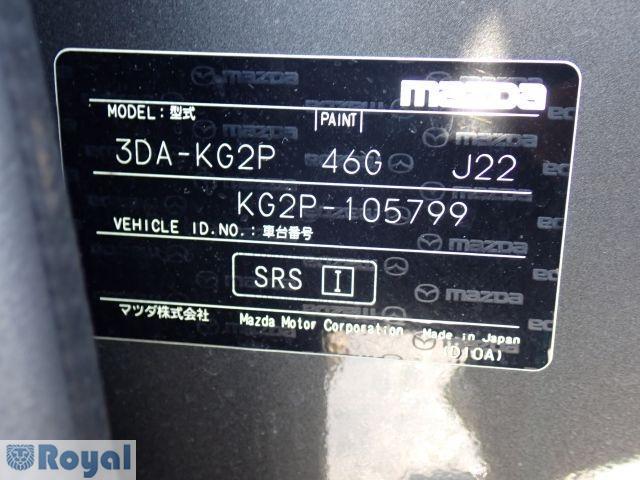 mazda
MODEL:型式 PAINT
3DA-KG2P 46G J22
KG2P-105799
VEHICLE ID.NO.:車台番号
SRS I
マツダ株式会社 Mazda Motor Corporation Made in Japan
(D10A)
Royal